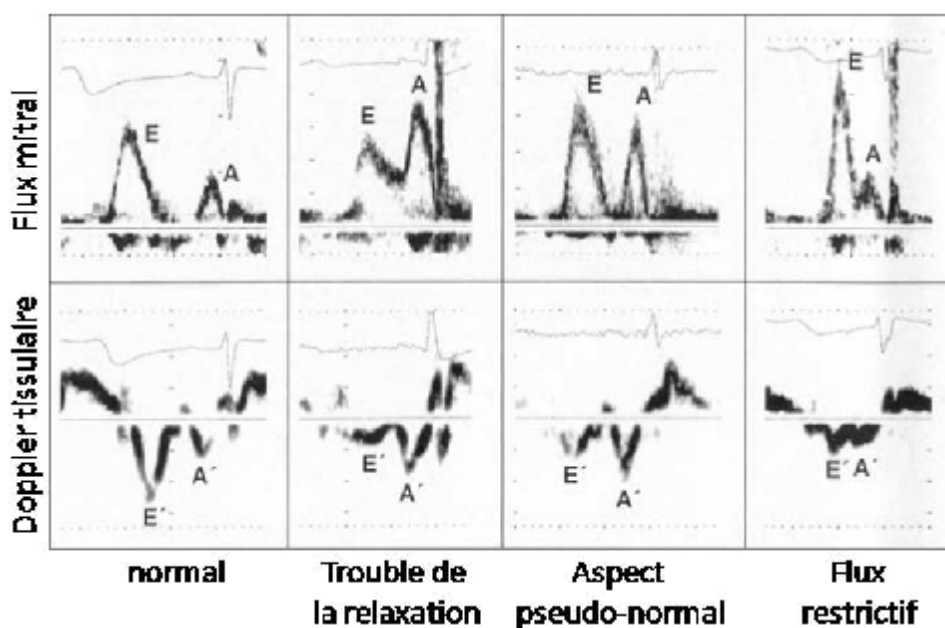 Flux mitral
E
A
E
A
E
A
E
A
Doppler tissulaire
E´
A´
E´
A´
E´
A´
E´
A´
normal
Trouble de
la relaxation
Aspect
pseudo-normal
Flux
restrictif